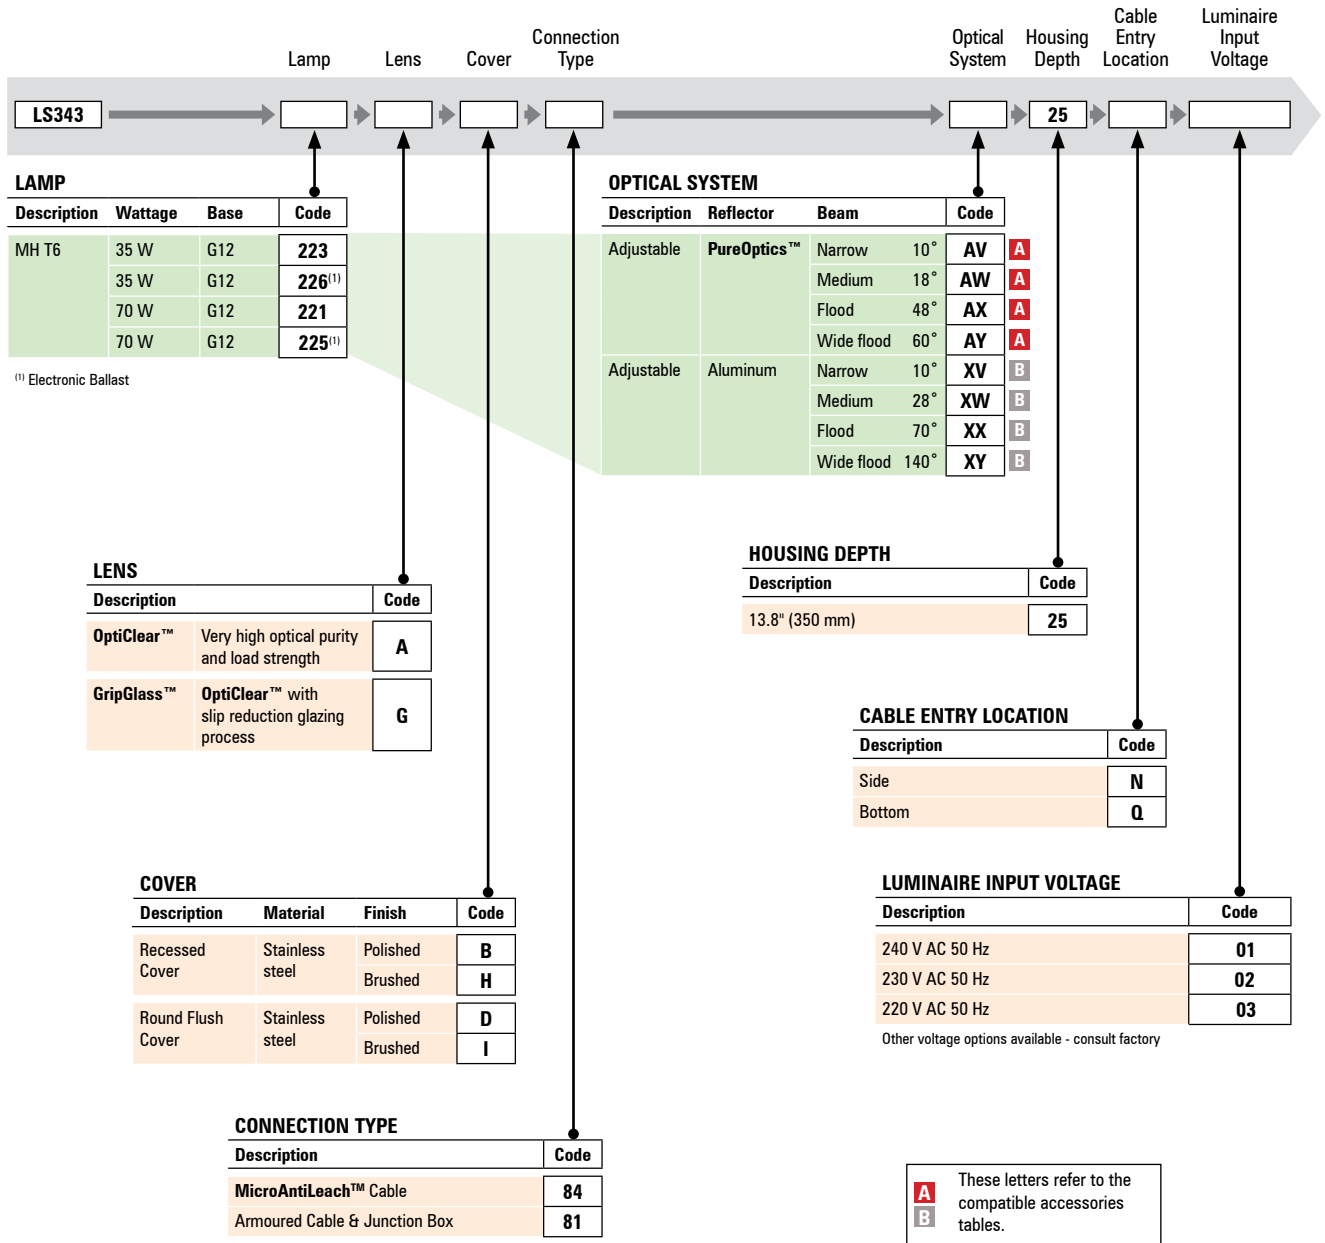 Lamp
Lens
Cover
Connection
Type
Optical
System
Housing
Depth
Cable
Entry
Location
Luminaire
Input
Voltage
LS343
25
LAMP
Description Wattage Base Code
MH T6 35 W G12 223
35 W G12 226(1)
70 W G12 221
70 W G12 225(1)
(1) Electronic Ballast
OPTICAL SYSTEM
Description Reflector Beam Code
Adjustable PureOptics™ Narrow 10° AV A
Medium 18° AW A
Flood 48° AX A
Wide flood 60° AY A
Adjustable Aluminum Narrow 10° XV B
Medium 28° XW B
Flood 70° XX B
Wide flood 140° XY B
LENS
Description Code
OptiClear™ Very high optical purity
and load strength A
GripGlass™ OptiClear™ with
slip reduction glazing G
process
HOUSING DEPTH
Description Code
13.8" (350 mm) 25
CABLE ENTRY LOCATION
Description Code
Side N
Bottom Q
COVER
Description Material Finish Code
Recessed Stainless Polished B
Cover steel
Brushed H
Round Flush Stainless Polished D
Cover steel
Brushed I
LUMINAIRE INPUT VOLTAGE
Description Code
240 V AC 50 Hz 01
230 V AC 50 Hz 02
220 V AC 50 Hz 03
Other voltage options available - consult factory
CONNECTION TYPE
Description Code
MicroAntiLeach™ Cable 84
Armoured Cable & Junction Box 81
A
B
These letters refer to the
compatible accessories
tables.